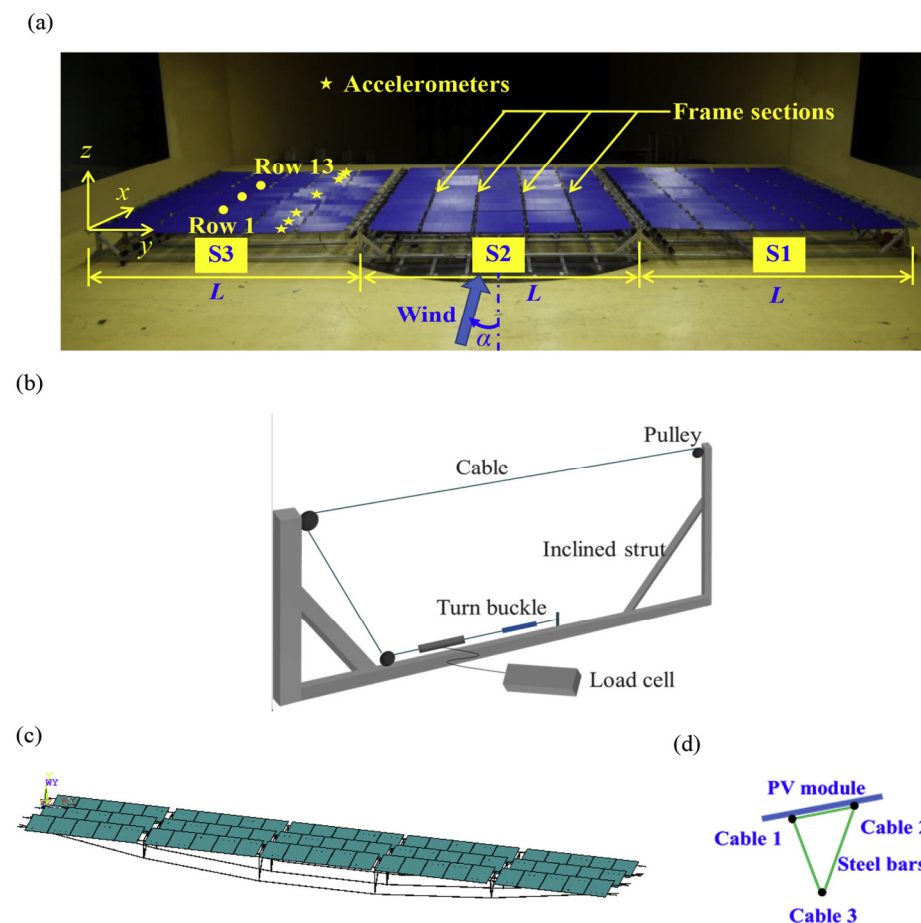 (a)
Accelerometers
Frame sections
z
x
y
Row 13
Row 1
S3
S2
S1
L
L
L
Wind
α
(b)
Pulley
Cable
Inclined strut
Turn buckle
Load cell
(c)
Y
WY
(d)
PV module
Cable 1
Cable 2
Steel bars
Cable 3